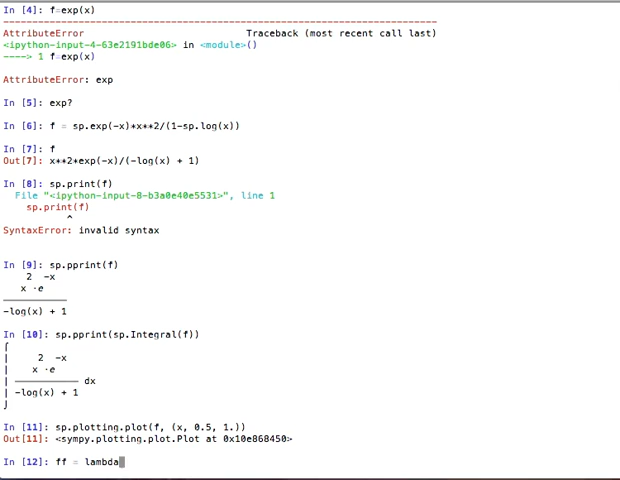 In [4]: f=exp(x)
---------------------------------------------------------------------------
AttributeError                            Traceback (most recent call last)
<ipython-input-4-63e2191bde06> in <module>()
----> 1 f=exp(x)
AttributeError: exp
In [5]: exp?
In [6]: f = sp.exp(-x)*x**2/(1-sp.log(x))
In [7]: f
Out[7]: x**2*exp(-x)/(-log(x) + 1)
In [8]: sp.print(f)
File "<ipython-input-8-b3a0e40e5531>", line 1
sp.print(f)
^
SyntaxError: invalid syntax
In [9]: sp.pprint(f)
2  -x
x ⋅ℯ
───────────
-log(x) + 1
In [10]: sp.pprint(sp.Integral(f))
⌠
⎮     2  -x
⎮    x ⋅ℯ
⎮ ─────────── dx
⎮ -log(x) + 1
⌡
In [11]: sp.plotting.plot(f, (x, 0.5, 1.))
Out[11]: <sympy.plotting.plot.Plot at 0x10e868450>
In [12]: ff = lambda